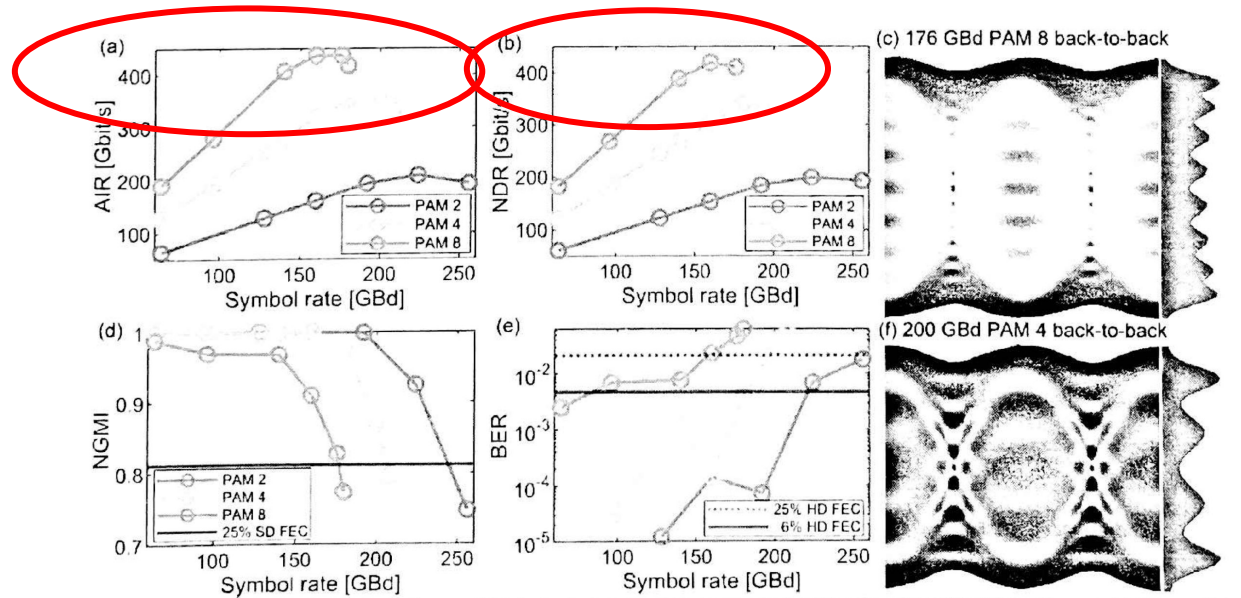 (a)
AIR [Gbit/s]
400
300
200
100
PAM 2
PAM 4
PAM 8
100
150
200
250
Symbol rate [GBd]
(b)
NDR [Gbit/s]
400
300
200
100
PAM 2
PAM 4
PAM 8
100
150
200
250
Symbol rate [GBd]
(c) 176 GBd PAM 8 back-to-back
(d)
NGMI
1
0.9
0.8
0.7
PAM 2
PAM 4
PAM 8
25% SD FEC
100
150
200
250
Symbol rate [GBd]
(e)
BER
10-2
10-3
10-4
10-5
25% HD FEC
6% HD FEC
100
150
200
250
Symbol rate [GBd]
(f) 200 GBd PAM 4 back-to-back